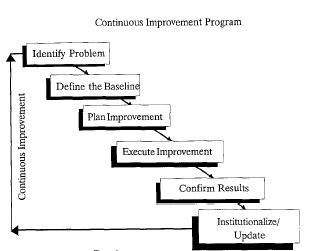 Continuous Improvement Program
Identify Problem
Define the Baseline
Plan Improvement
Execute Improvement
Confirm Results
Institutionalize/
Update
Continuous Improvement